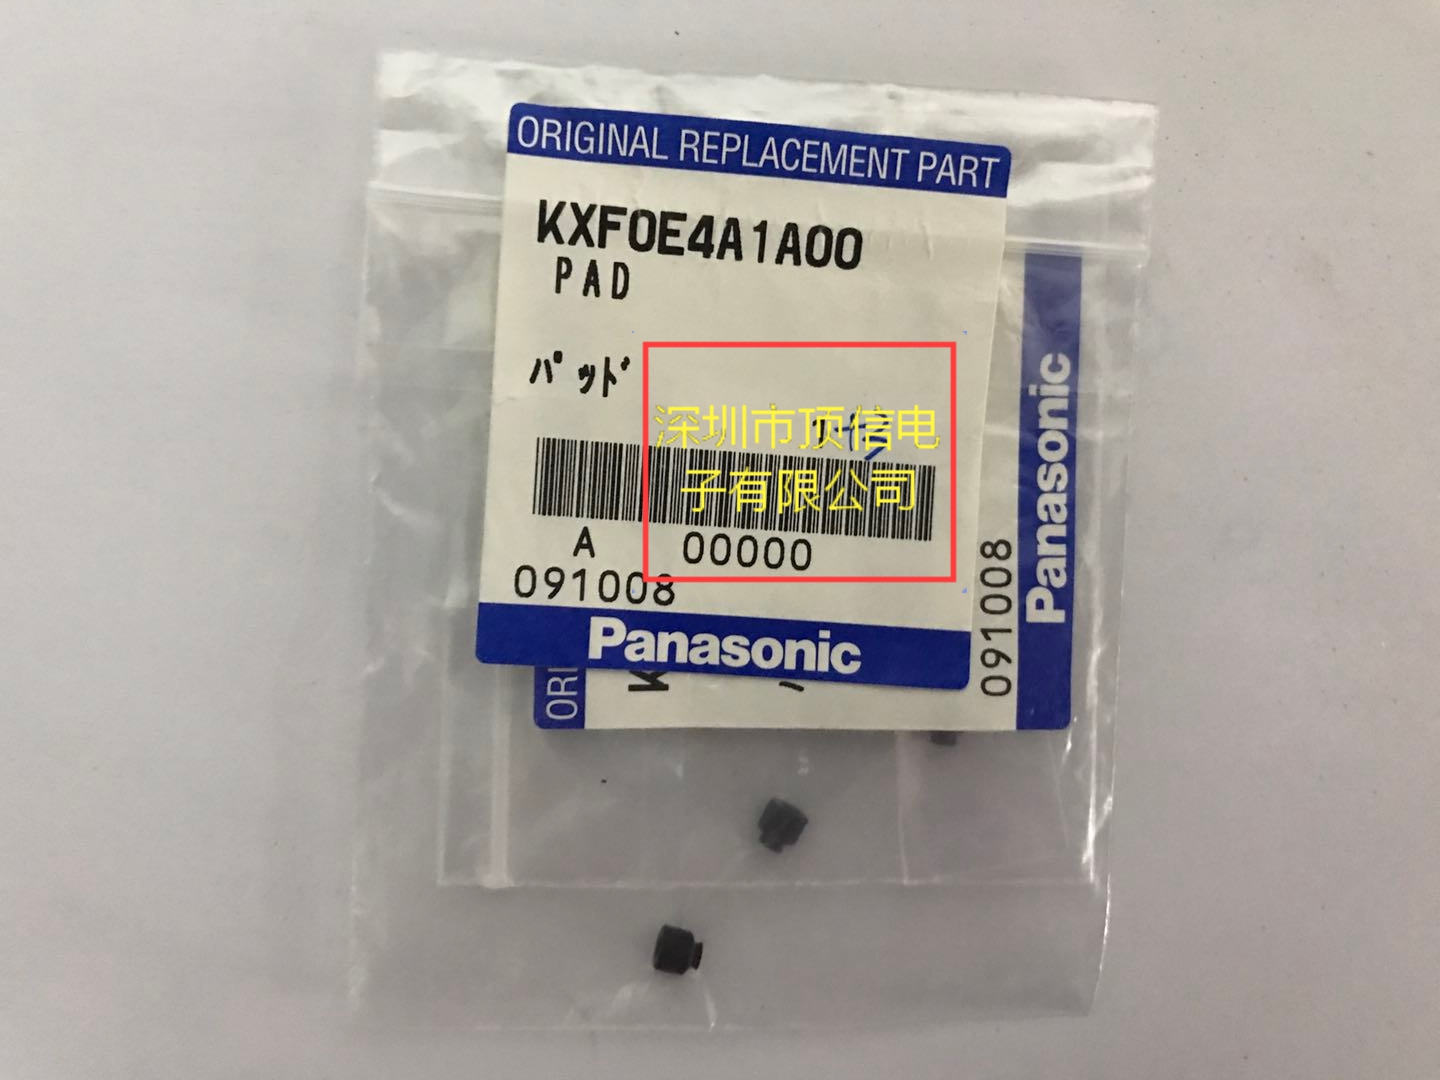 ORIGINAL REPLACEMENT PART
KXF0E4A1A00
PAD
パッド
深圳市顶信电
子有限公司
A 00000
091008
Panasonic
ORI
K
091008
Panasonic